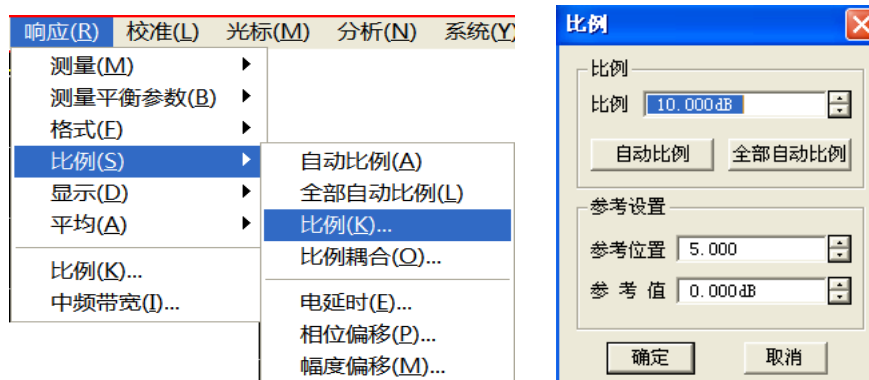 响应(R) 校准(L) 光标(M) 分析(N) 系统(Y)
测量(M)
测量平衡参数(B)
格式(F)
比例(S)
显示(D)
平均(A)
比例(K)...
中频带宽(I)...
自动比例(A)
全部自动比例(L)
比例(K)...
比例耦合(O)...
电延时(E)...
相位偏移(P)...
幅度偏移(M)...
比例
比例
比例 10.000dB
自动比例 全部自动比例
参考设置
参考位置 5.000
参 考 值 0.000dB
确定 取消